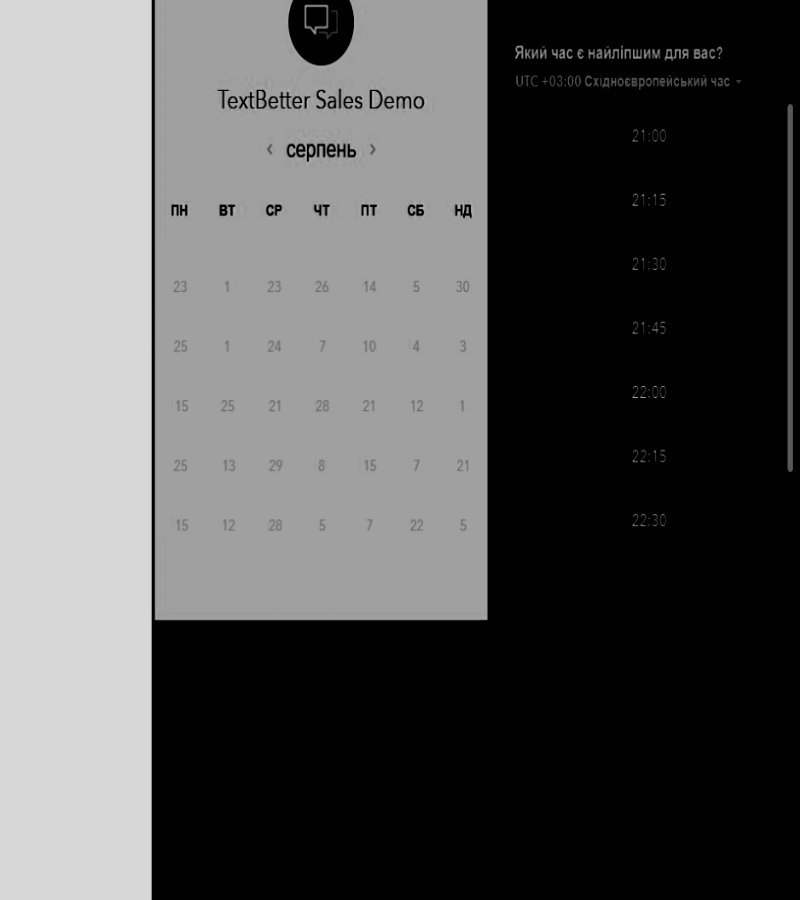 TextBetter Sales Demo
‹ серпень ›
ПН ВТ СР ЧТ ПТ СБ НД
23 1 23 26 14 5 30
25 1 24 7 10 4 3
15 25 21 28 21 12 1
25 13 29 8 15 7 21
15 12 28 5 7 22 5
Який час є найліпшим для вас?
UTC +03:00 Східноєвропейський час
21:00
21:15
21:30
21:45
22:00
22:15
22:30